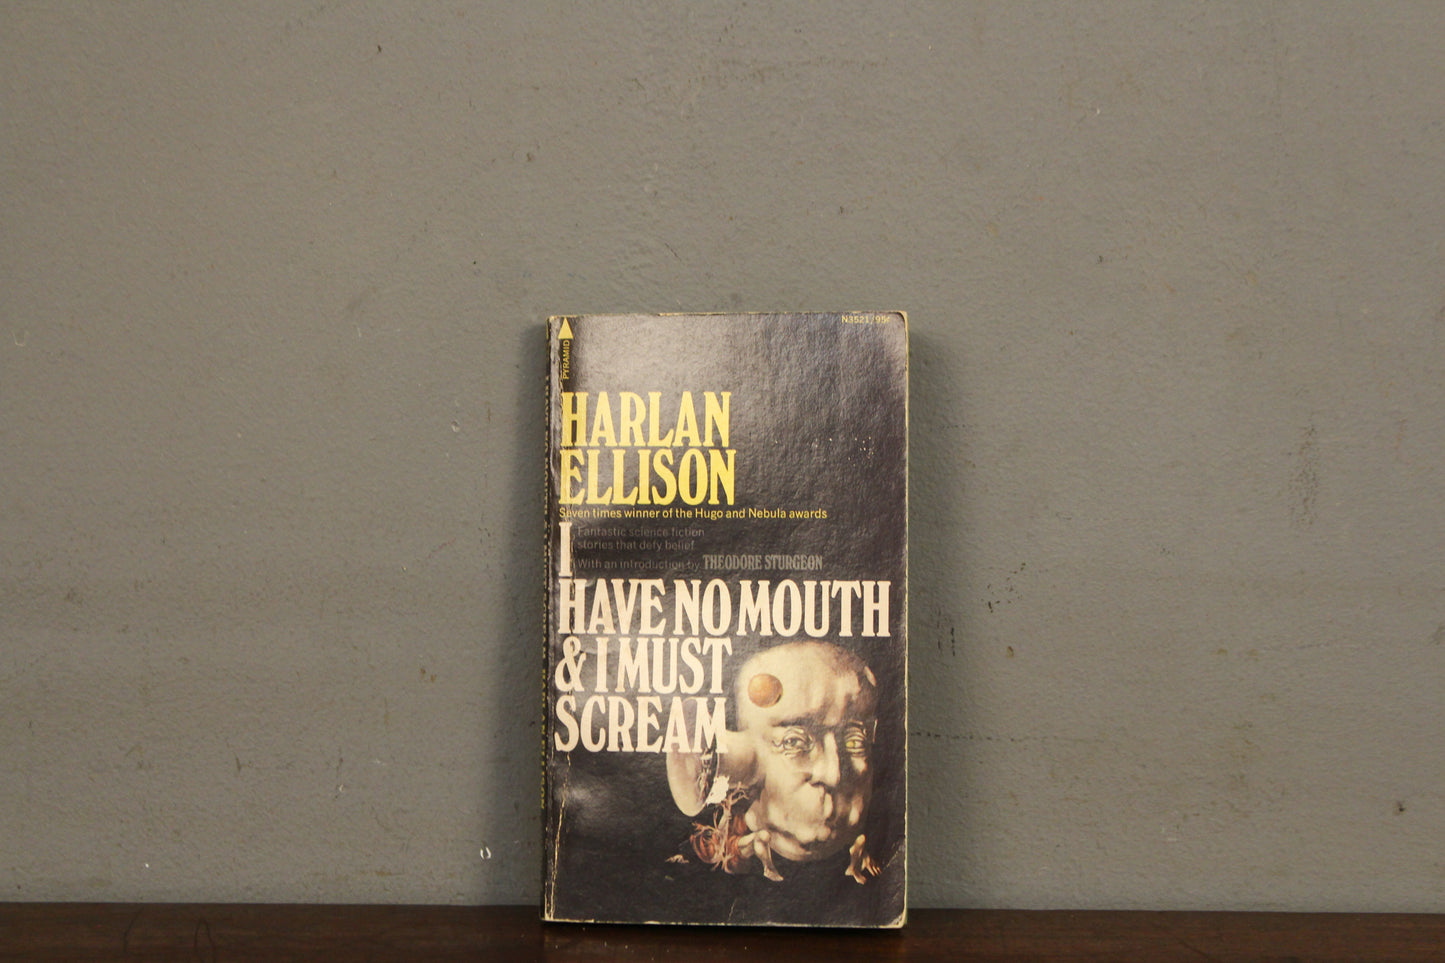 N3521/95¢
PYRAMID
HARLAN
ELLISON
Seven times winner of the Hugo and Nebula awards
I
Fantastic science fiction
stories that defy belief.
With an introduction by THEODORE STURGEON
HAVE NO MOUTH
& I MUST
SCREAM